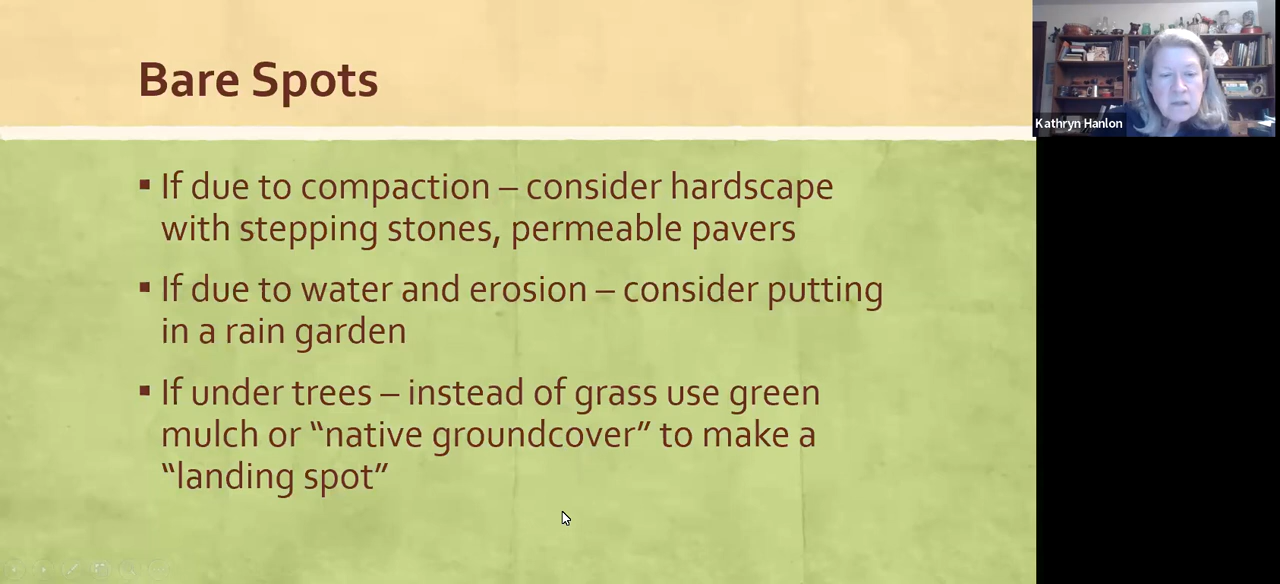 Bare Spots
Kathryn Hanlon
▪ If due to compaction – consider hardscape
with stepping stones, permeable pavers
▪ If due to water and erosion – consider putting
in a rain garden
▪ If under trees – instead of grass use green
mulch or “native groundcover” to make a
“landing spot”